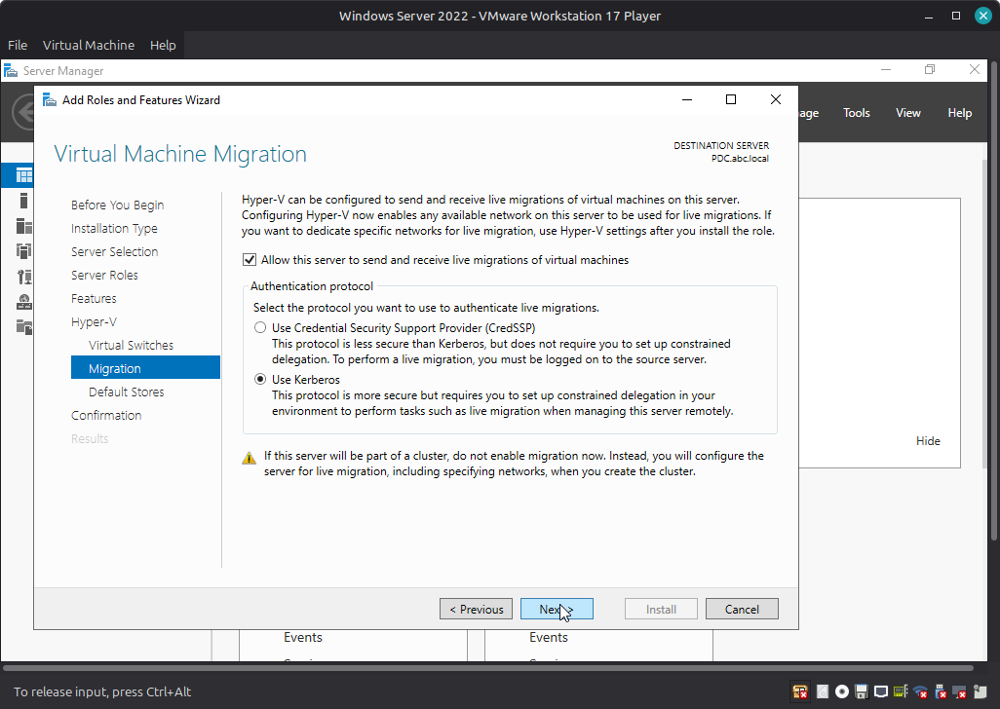 Windows Server 2022 - VMware Workstation 17 Player
File Virtual Machine Help
Server Manager
Add Roles and Features Wizard
Tools View Help
Virtual Machine Migration
DESTINATION SERVER
PDC.abc.local
Before You Begin
Installation Type
Server Selection
Server Roles
Features
Hyper-V
Virtual Switches
Migration
Default Stores
Confirmation
Results
Hyper-V can be configured to send and receive live migrations of virtual machines on this server.
Configuring Hyper-V now enables any available network on this server to be used for live migrations. If
you want to dedicate specific networks for live migration, use Hyper-V settings after you install the role.
Allow this server to send and receive live migrations of virtual machines
Authentication protocol
Select the protocol you want to use to authenticate live migrations.
Use Credential Security Support Provider (CredSSP)
This protocol is less secure than Kerberos, but does not require you to set up constrained
delegation. To perform a live migration, you must be logged on to the source server.
Use Kerberos
This protocol is more secure but requires you to set up constrained delegation in your
environment to perform tasks such as live migration when managing this server remotely.
If this server will be part of a cluster, do not enable migration now. Instead, you will configure the
server for live migration, including specifying networks, when you create the cluster.
Hide
< Previous Next > Install Cancel
Events Events
To release input, press Ctrl+Alt